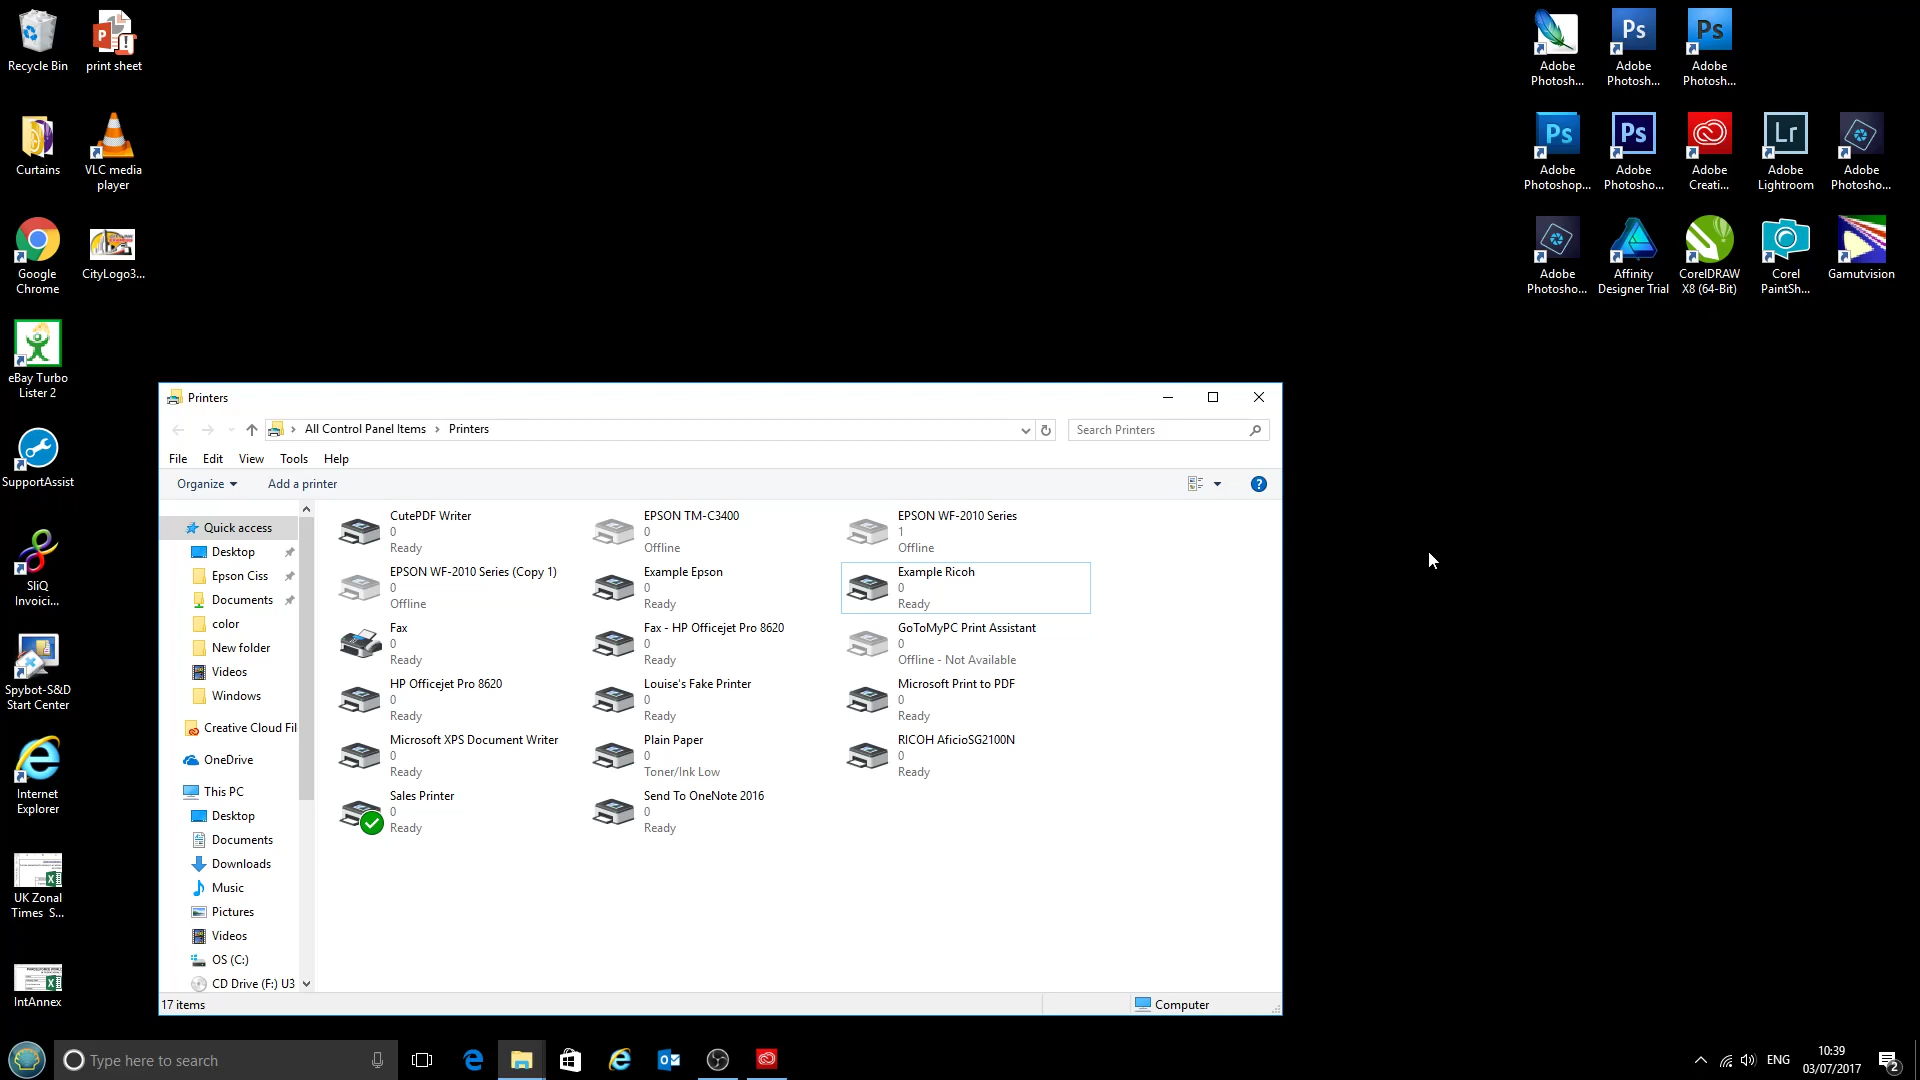 Recycle Bin
print sheet
Curtains
VLC media
player
Google
Chrome
CityLogo3...
eBay Turbo
Lister 2
SupportAssist
SliQ
Invoici...
Spybot-S&D
Start Center
Internet
Explorer
UK Zonal
Times S...
IntAnnex
Adobe
Photosh...
Ps
Adobe
Photosh...
Ps
Adobe
Photosh...
Ps
Adobe
Photoshop...
Ps
Adobe
Photosho...
Adobe
Creati...
Lr
Adobe
Lightroom
Adobe
Photosho...
Adobe
Photosho...
Affinity
Designer Trial
CorelDRAW
X8 (64-Bit)
Corel
PaintSh...
Gamutvision
Printers
All Control Panel Items > Printers
Search Printers
File Edit View Tools Help
Organize Add a printer
Quick access
Desktop
Epson Ciss
Documents
color
New folder
Videos
Windows
Creative Cloud Fil
OneDrive
This PC
Desktop
Documents
Downloads
Music
Pictures
Videos
OS (C:)
CD Drive (F:) U3
CutePDF Writer
0
Ready
EPSON TM-C3400
0
Offline
EPSON WF-2010 Series
1
Offline
EPSON WF-2010 Series (Copy 1)
0
Offline
Example Epson
0
Ready
Example Ricoh
0
Ready
Fax
0
Ready
Fax - HP Officejet Pro 8620
0
Ready
GoToMyPC Print Assistant
0
Offline - Not Available
HP Officejet Pro 8620
0
Ready
Louise's Fake Printer
0
Ready
Microsoft Print to PDF
0
Ready
Microsoft XPS Document Writer
0
Ready
Plain Paper
0
Toner/Ink Low
RICOH AficioSG2100N
0
Ready
Sales Printer
0
Ready
Send To OneNote 2016
0
Ready
17 items
Computer
Type here to search
ENG
10:39
03/07/2017
2